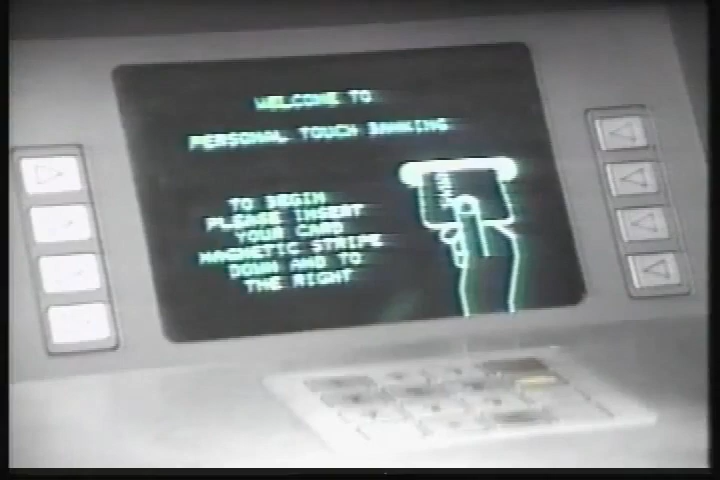 WELCOME TO
PERSONAL TOUCH BANKING
TO BEGIN
PLEASE INSERT
YOUR CARD
MAGNETIC STRIPE
DOWN AND TO
THE RIGHT